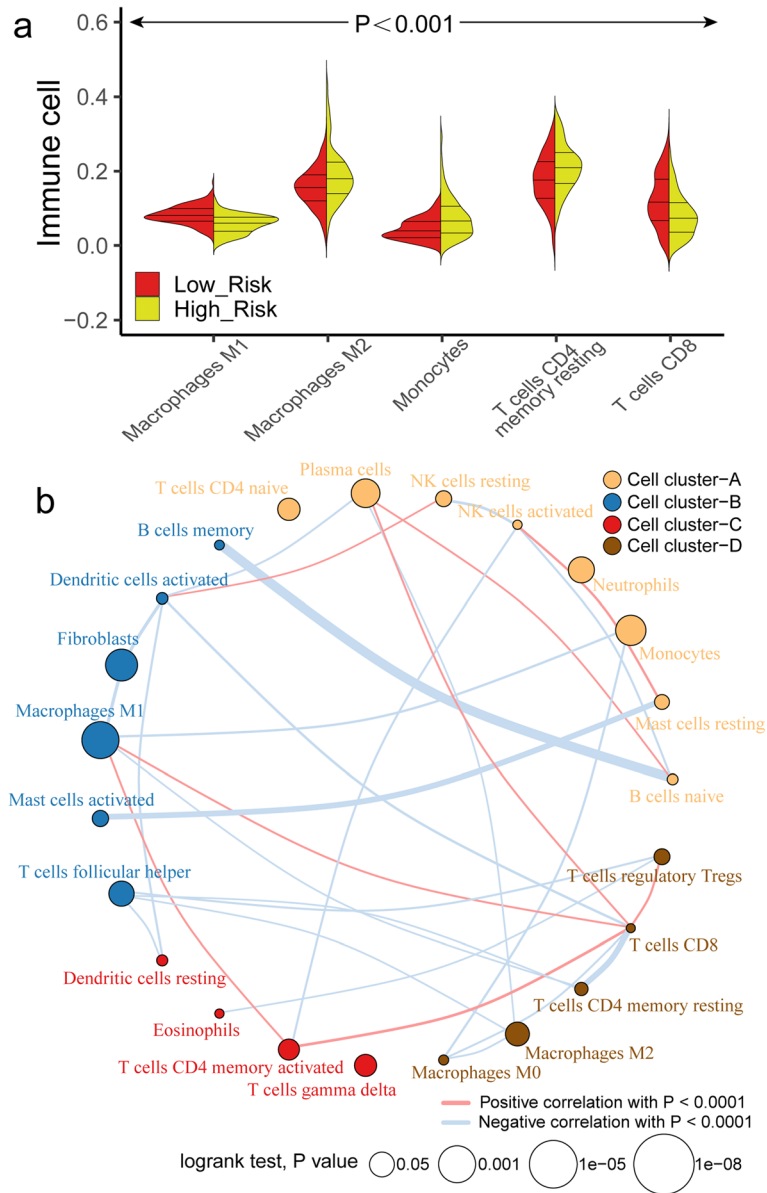 a
P<0.001
Immune cell
0.6
0.4
0.2
0.0
−0.2
Low_Risk
High_Risk
Macrophages M1
Macrophages M2
Monocytes
T cells CD4
memory resting
T cells CD8
b
Plasma cells
T cells CD4 naive
NK cells resting
NK cells activated
B cells memory
Dendritic cells activated
Neutrophils
Fibroblasts
Monocytes
Macrophages M1
Mast cells resting
Mast cells activated
B cells naive
T cells follicular helper
T cells regulatory Tregs
T cells CD8
Dendritic cells resting
T cells CD4 memory resting
Eosinophils
Macrophages M2
T cells CD4 memory activated
Macrophages M0
T cells gamma delta
Cell cluster−A
Cell cluster−B
Cell cluster−C
Cell cluster−D
Positive correlation with P < 0.0001
Negative correlation with P < 0.0001
logrank test, P value
0.05
0.001
1e−05
1e−08